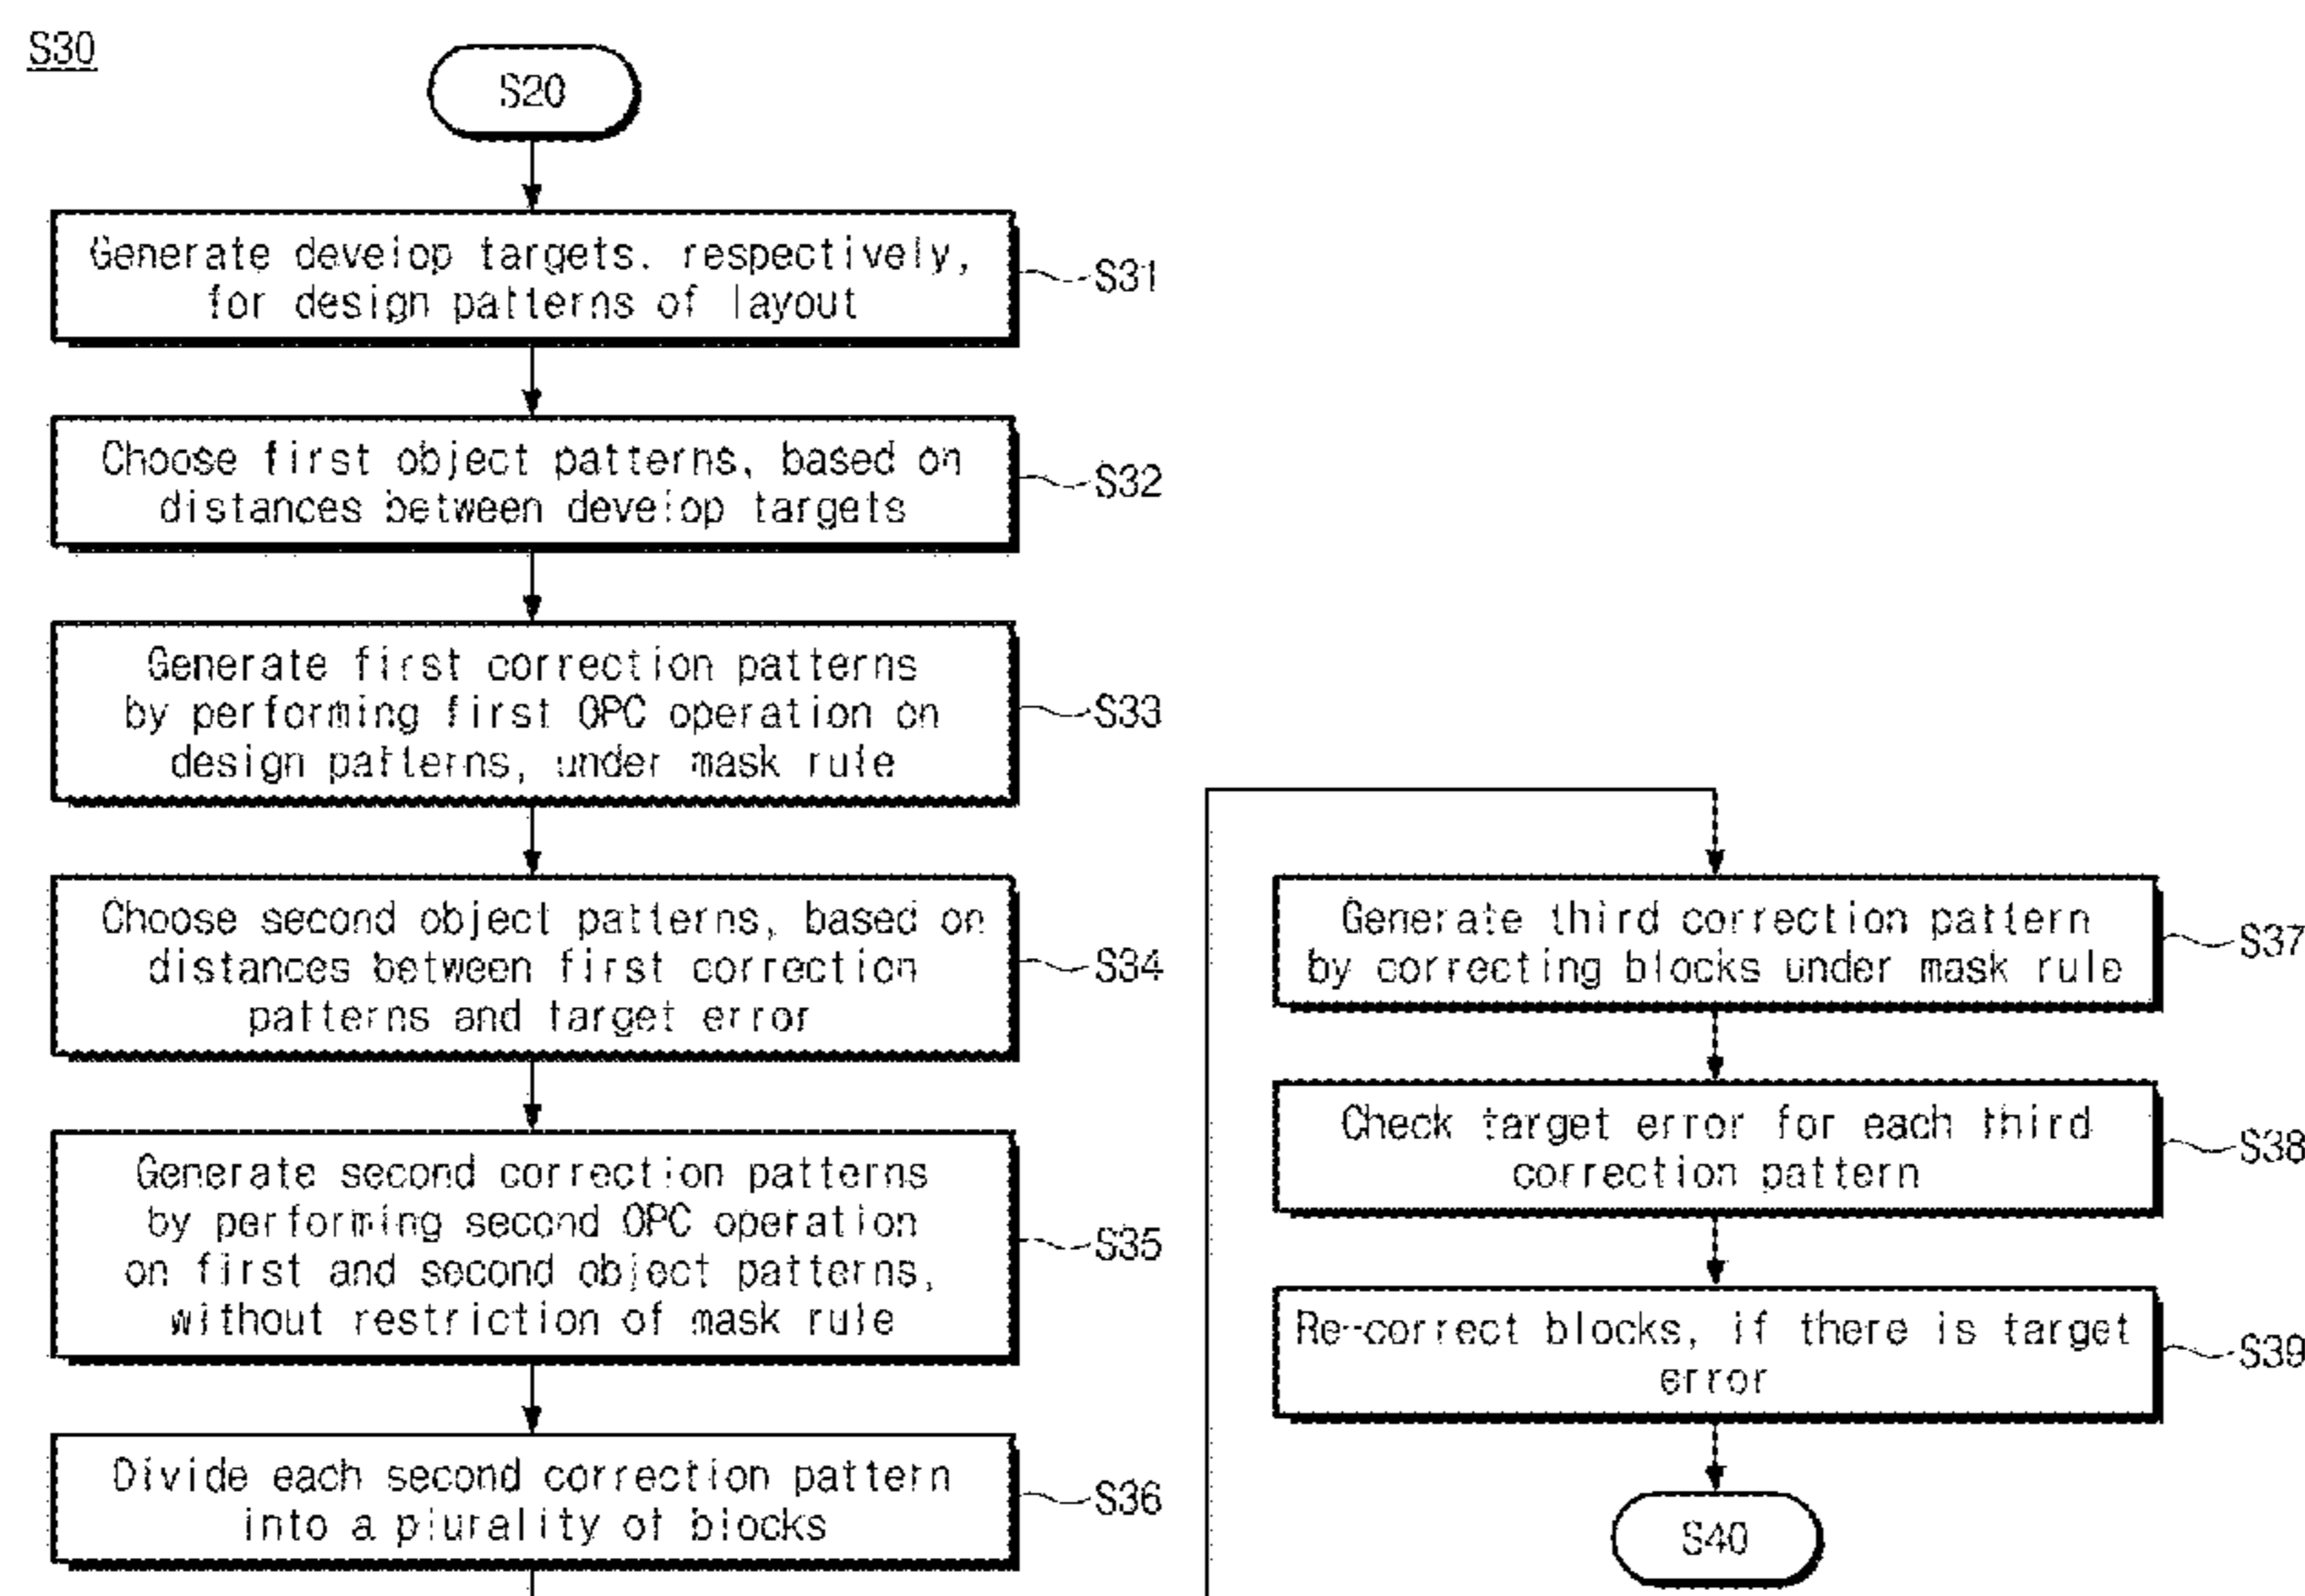 S30
S20
Generate develop targets. respectively,
for design patterns of layout
S31
Choose first object patterns, based on
distances between develop targets
S32
Generate first correction patterns
by performing first OPC operation on
design patterns, under mask rule
S33
Choose second object patterns, based on
distances between first correction
patterns and target error
S34
Generate second correction patterns
by performing second OPC operation
on first and second object patterns,
without restriction of mask rule
S35
Divide each second correction pattern
into a plurality of blocks
S36
Generate third correction pattern
by correcting blocks under mask rule
S37
Check target error for each third
correction pattern
S38
Re-correct blocks, if there is target
error
S39
S40